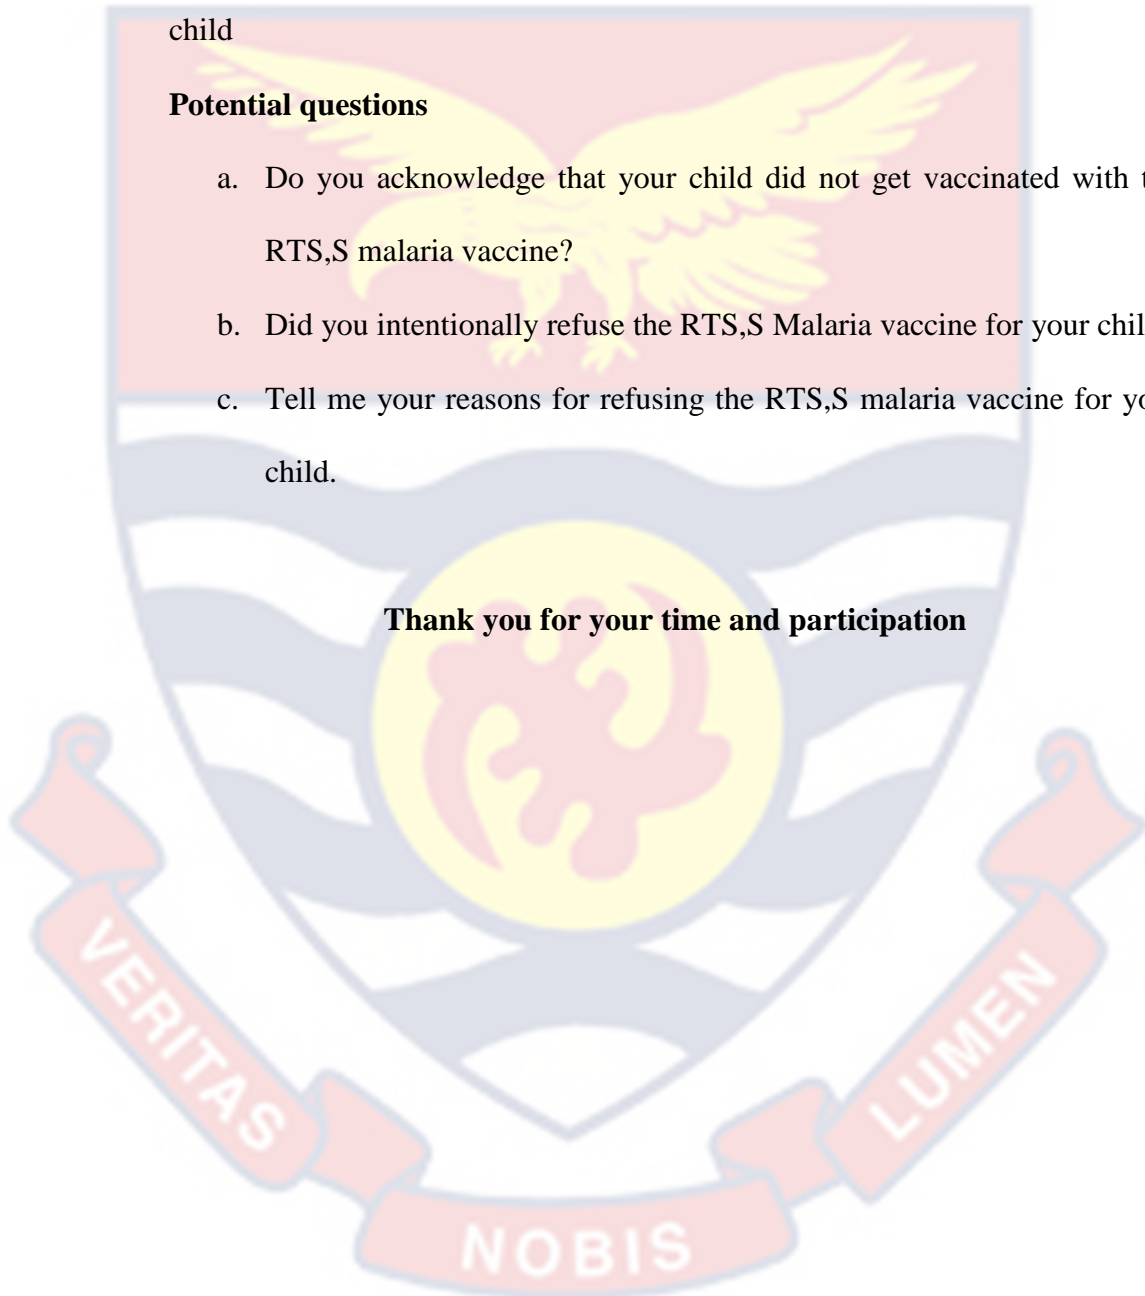 child
Potential questions
a. Do you acknowledge that your child did not get vaccinated with t
RTS,S malaria vaccine?
b. Did you intentionally refuse the RTS,S Malaria vaccine for your chil
c. Tell me your reasons for refusing the RTS,S malaria vaccine for yo
child.
Thank you for your time and participation
VERITAS
NOBIS
LUMEN